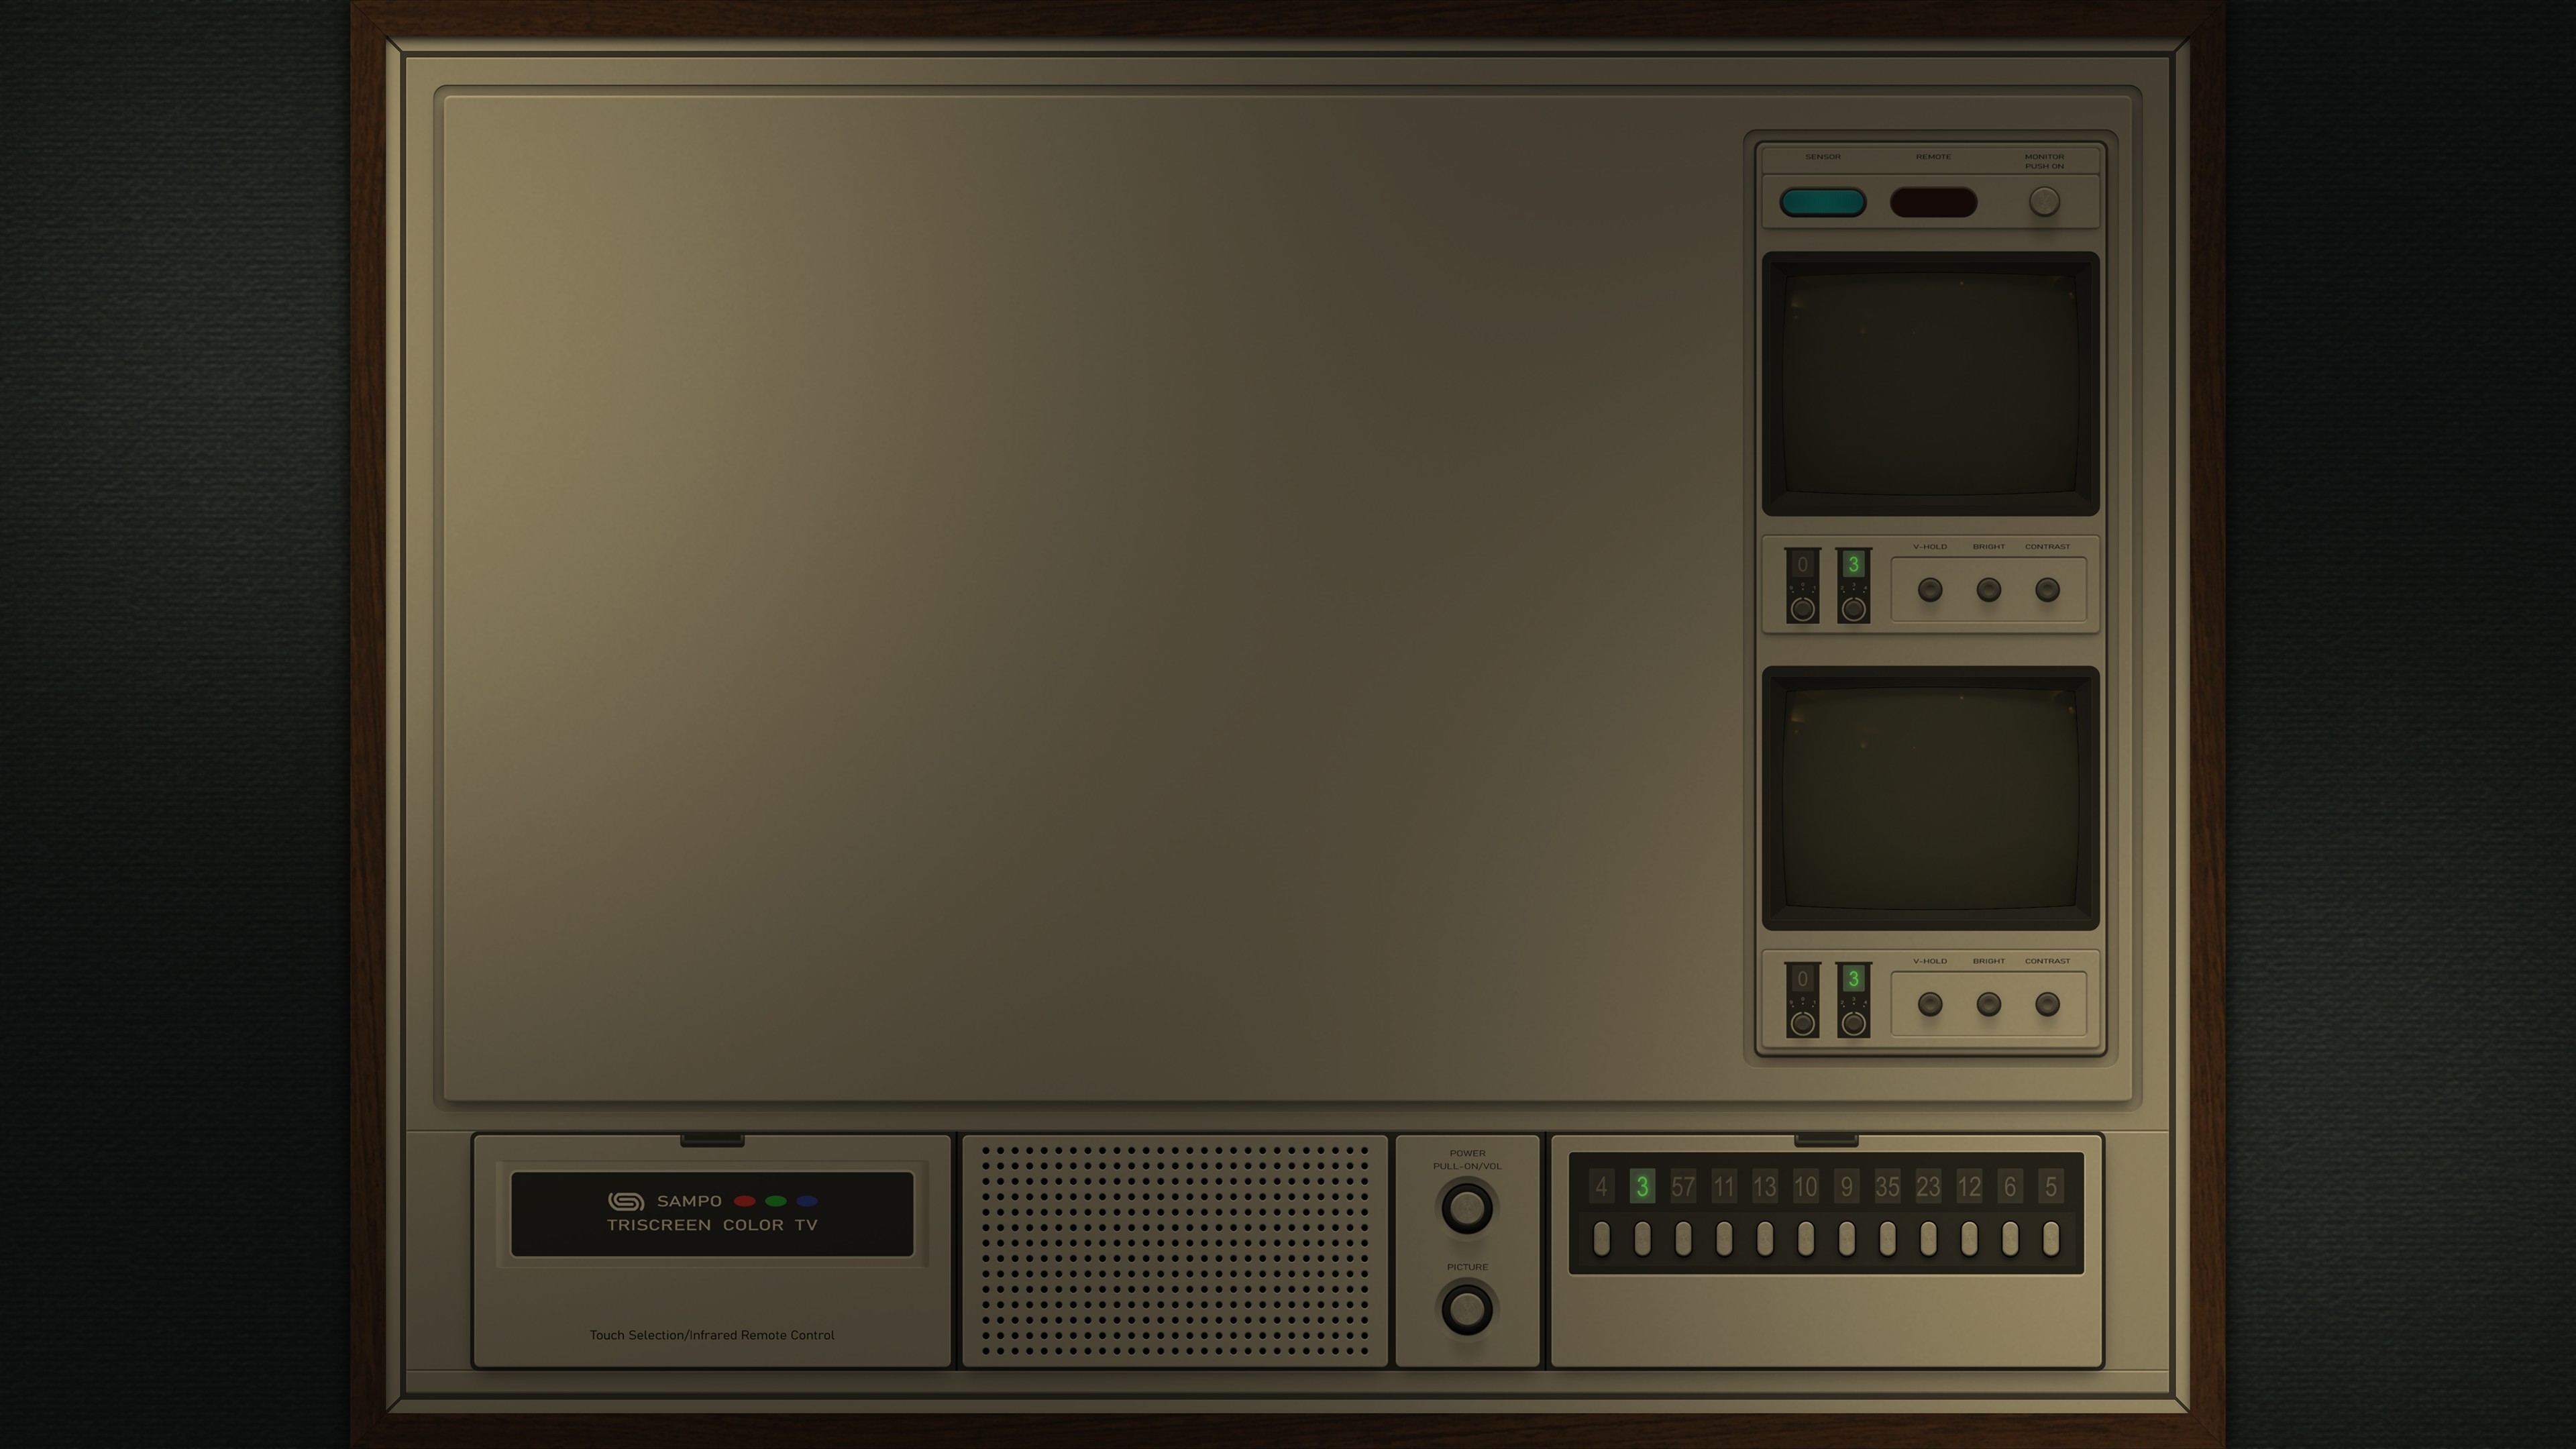 SENSOR REMOTE MONITOR
PUSH ON
0 3
V-HOLD BRIGHT CONTRAST
0 3
V-HOLD BRIGHT CONTRAST
SAMPO
TRISCREEN COLOR TV
Touch Selection/Infrared Remote Control
POWER
PULL-ON/VOL
PICTURE
4 3 57 11 13 10 9 35 23 12 6 5